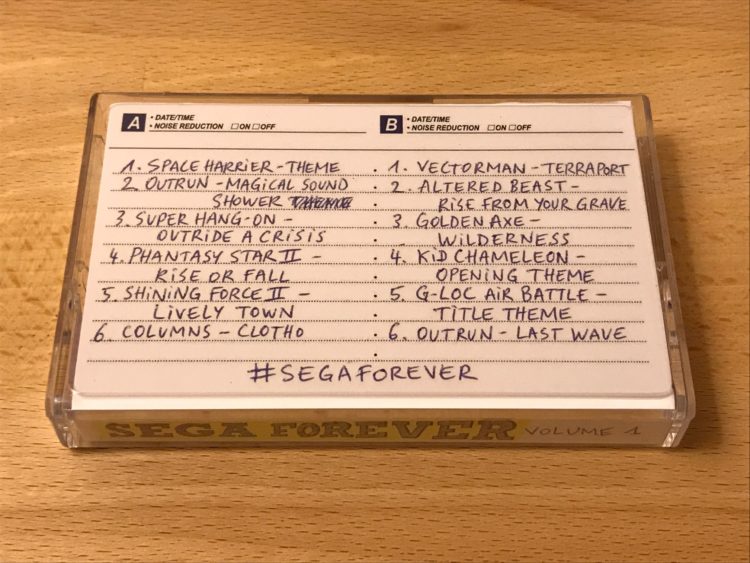 A • DATE/TIME
• NOISE REDUCTION □ON □OFF
B • DATE/TIME
• NOISE REDUCTION □ON □OFF
1. SPACE HARRIER - THEME
2. OUTRUN - MAGICAL SOUND
SHOWER
3. SUPER HANG-ON -
OUTRIDE A CRISIS
4. PHANTASY STAR II -
RISE OR FALL
5. SHINING FORCE II -
LIVELY TOWN
6. COLUMNS - CLOTHO
1. VECTORMAN - TERRAPORT
2. ALTERED BEAST -
RISE FROM YOUR GRAVE
3. GOLDEN AXE -
WILDERNESS
4. KID CHAMELEON -
OPENING THEME
5. G-LOC AIR BATTLE -
TITLE THEME
6. OUTRUN - LAST WAVE
#SEGAFOREVER
SEGA FOREVER VOLUME 1